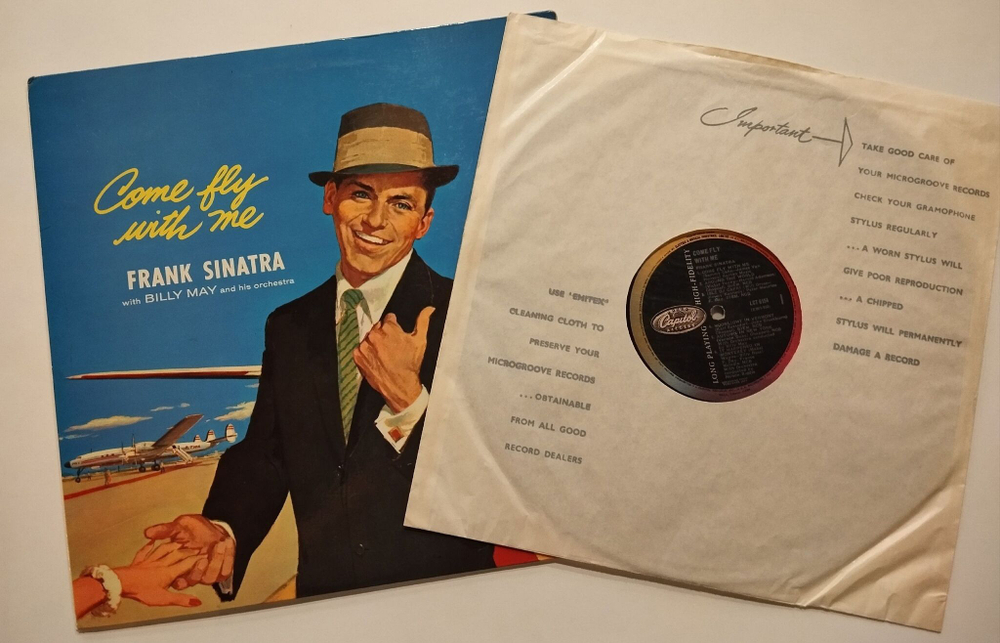 Come fly
with me
FRANK SINATRA
with BILLY MAY and his orchestra
Important
TAKE GOOD CARE OF
YOUR MICROGROOVE RECORDS
CHECK YOUR GRAMOPHONE
STYLUS REGULARLY
... A WORN STYLUS WILL
GIVE POOR REPRODUCTION
... A CHIPPED
STYLUS WILL PERMANENTLY
DAMAGE A RECORD
USE "EMITEX"
CLEANING CLOTH TO
PRESERVE YOUR
MICROGROOVE RECORDS
... OBTAINABLE
FROM ALL GOOD
RECORD DEALERS
COME FLY
WITH ME
FRANK SINATRA
LONG PLAYING HIGH-FIDELITY
Capitol